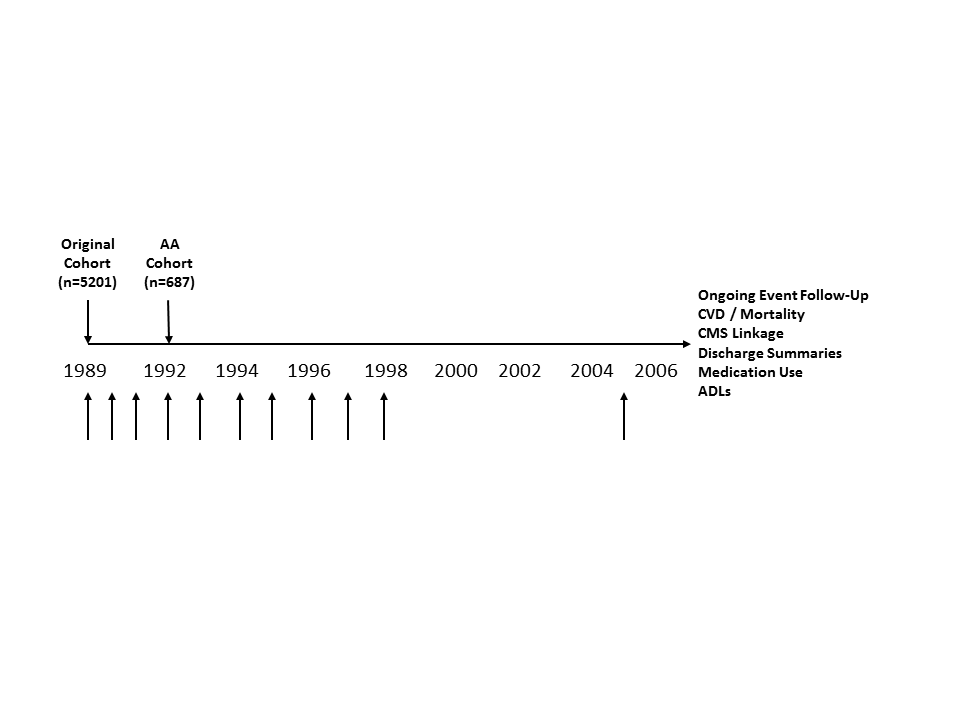 Original
Cohort
(n=5201)
AA
Cohort
(n=687)
1989 1992 1994 1996 1998 2000 2002 2004 2006
Ongoing Event Follow-Up
CVD / Mortality
CMS Linkage
Discharge Summaries
Medication Use
ADLs